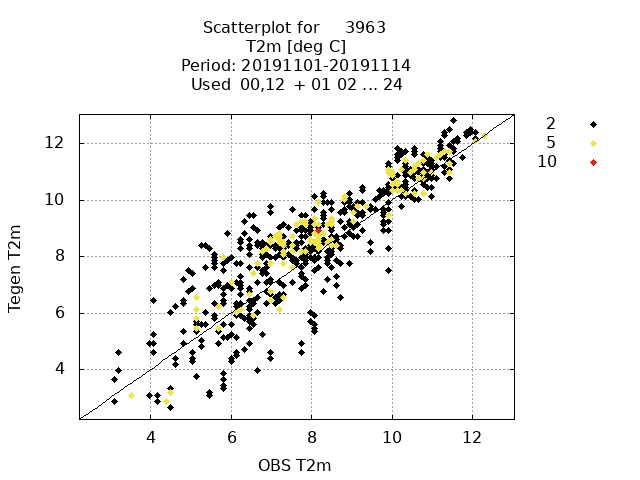 Scatterplot for 3963
T2m [deg C]
Period: 20191101-20191114
Used 00,12 + 01 02 ... 24
2
5
10
12
10
8
6
4
Tegen T2m
4 6 8 10 12
OBS T2m